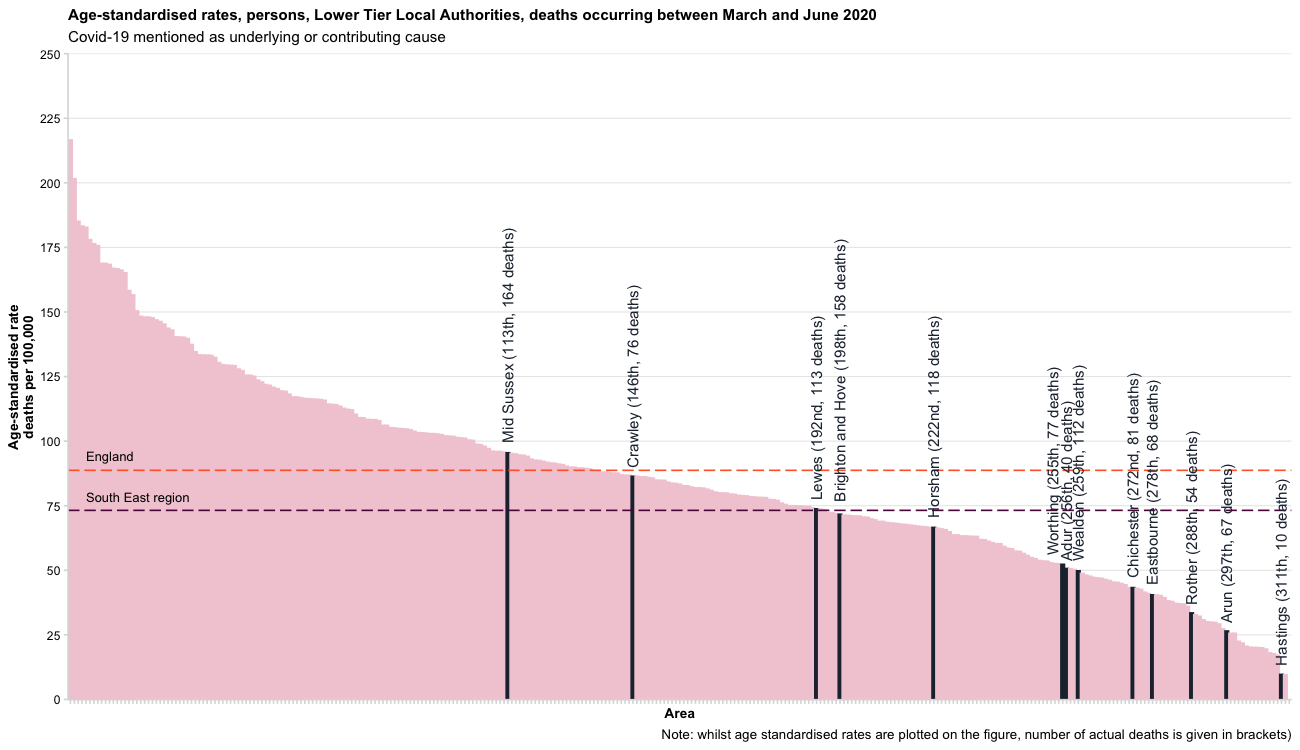 Age-standardised rates, persons, Lower Tier Local Authorities, deaths occurring between March and June 2020
Covid-19 mentioned as underlying or contributing cause
250
225
200
175
150
125
100
75
50
25
0
Age-standardised rate
deaths per 100,000
England
South East region
Mid Sussex (113th, 164 deaths)
Crawley (146th, 76 deaths)
Lewes (192nd, 113 deaths)
Brighton and Hove (198th, 158 deaths)
Horsham (222nd, 118 deaths)
Worthing (255th, 77 deaths)
Adur (256th, 40 deaths)
Wealden (259th, 112 deaths)
Chichester (272nd, 81 deaths)
Eastbourne (278th, 68 deaths)
Rother (288th, 54 deaths)
Arun (297th, 67 deaths)
Hastings (311th, 10 deaths)
Area
Note: whilst age standardised rates are plotted on the figure, number of actual deaths is given in brackets)